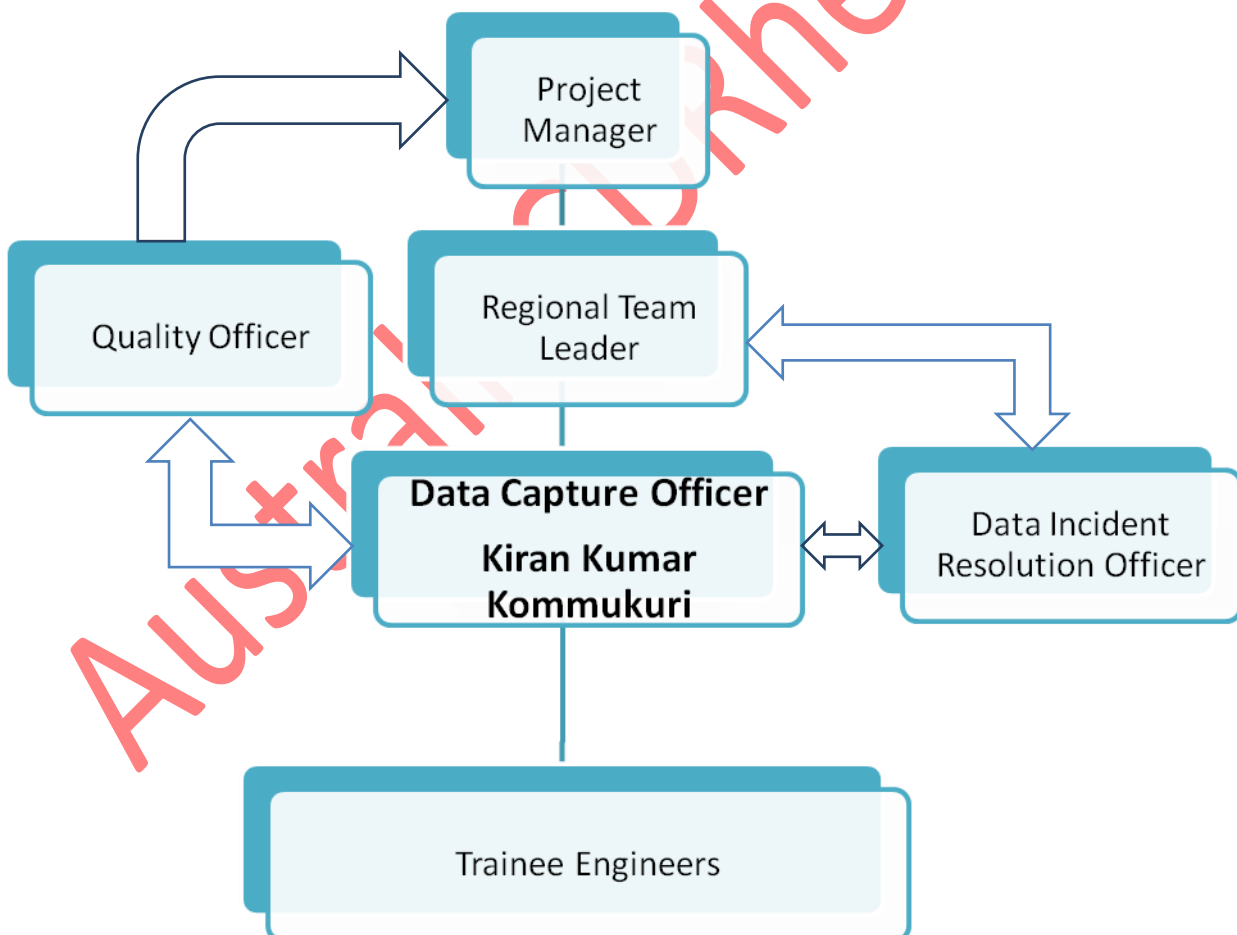 Project
Manager
Regional Team
Leader
Quality Officer
Data Capture Officer
Kiran Kumar
Kommukuri
Data Incident
Resolution Officer
Trainee Engineers